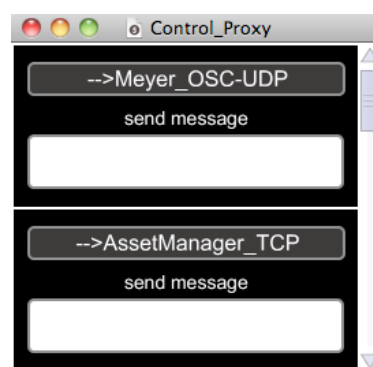 Control_Proxy
-->Meyer_OSC-UDP
send message
-->AssetManager_TCP
send message